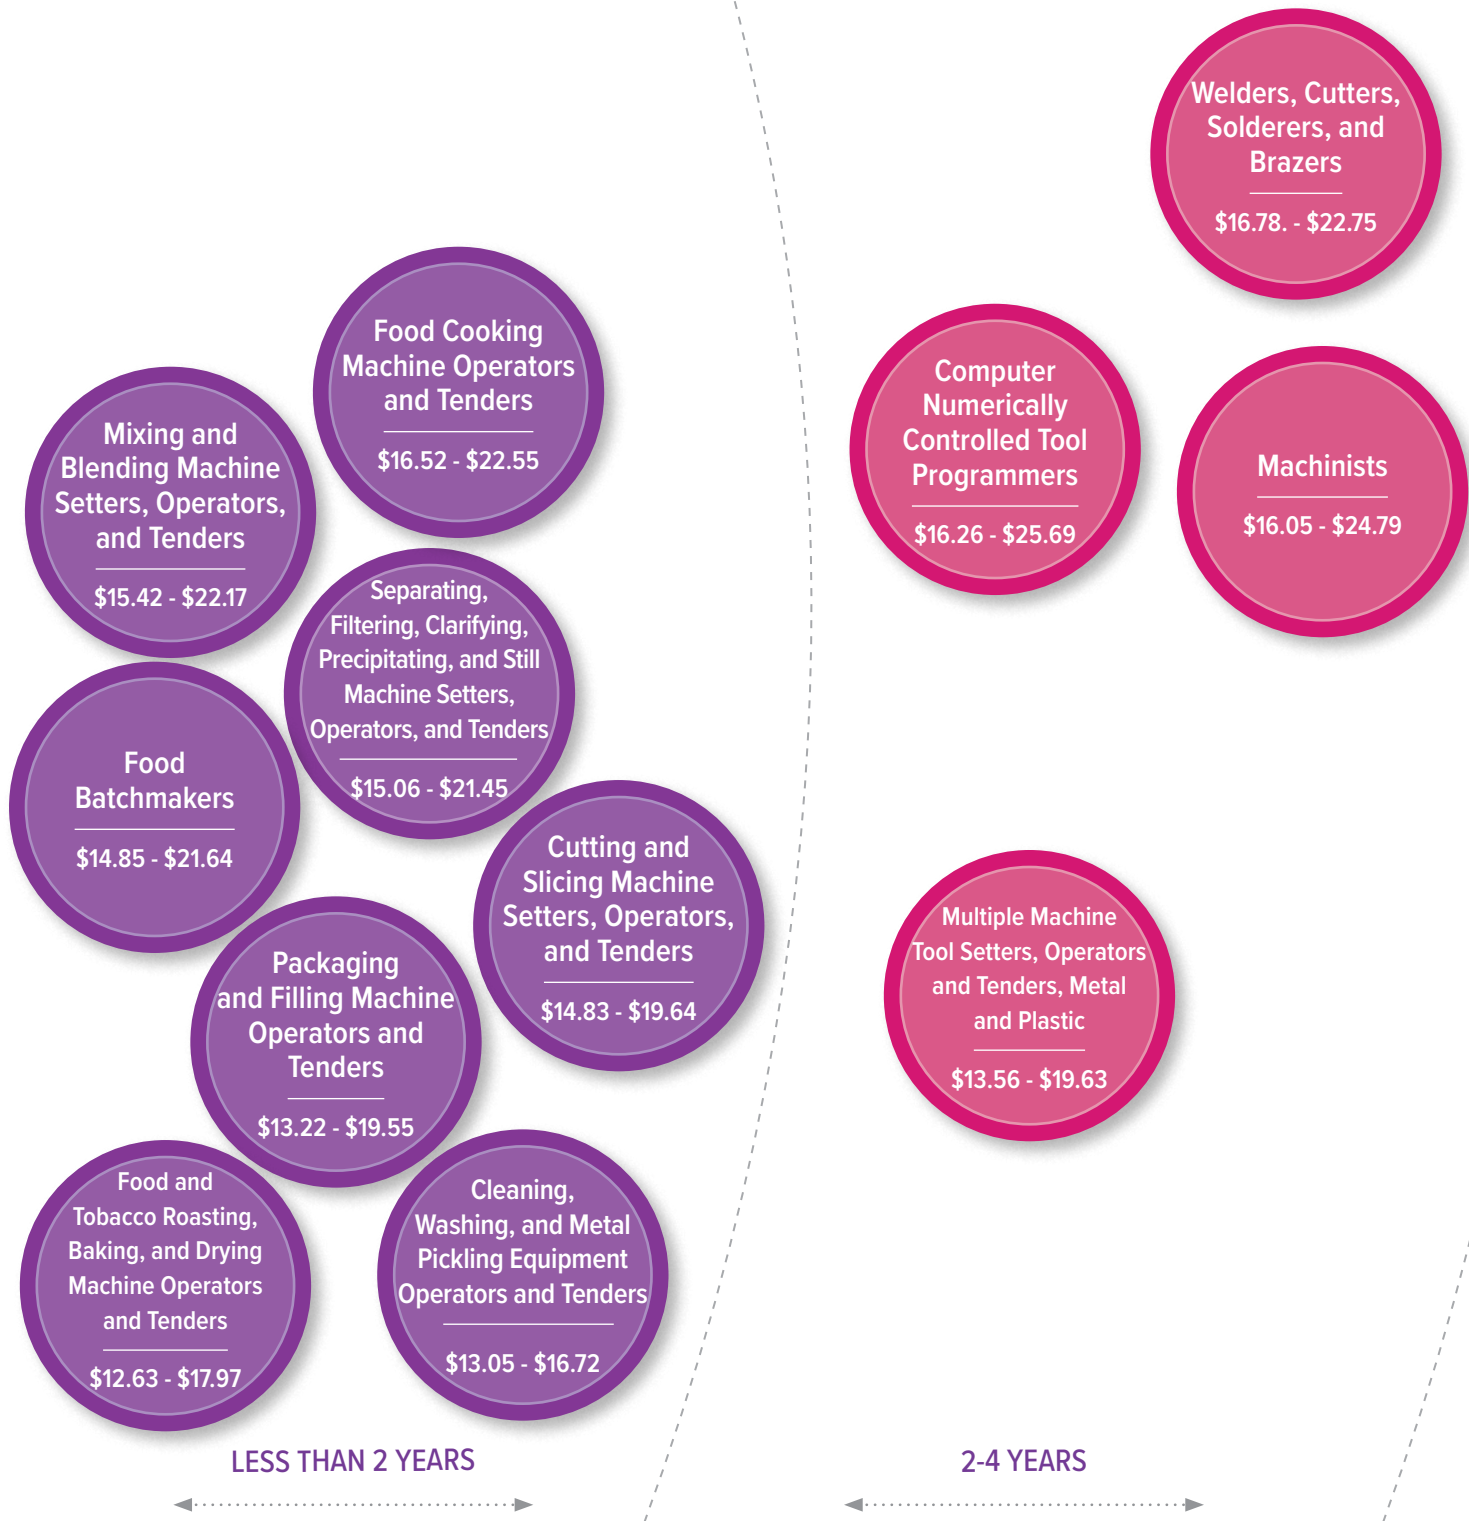 Welders, Cutters,
Solderers, and
Brazers
$16.78. - $22.75
Food Cooking
Machine Operators
and Tenders
$16.52 - $22.55
Computer
Numerically
Controlled Tool
Programmers
$16.26 - $25.69
Machinists
$16.05 - $24.79
Mixing and
Blending Machine
Setters, Operators,
and Tenders
$15.42 - $22.17
Separating,
Filtering, Clarifying,
Precipitating, and Still
Machine Setters,
Operators, and Tenders
$15.06 - $21.45
Food
Batchmakers
$14.85 - $21.64
Cutting and
Slicing Machine
Setters, Operators,
and Tenders
$14.83 - $19.64
Multiple Machine
Tool Setters, Operators
and Tenders, Metal
and Plastic
$13.56 - $19.63
Packaging
and Filling Machine
Operators and
Tenders
$13.22 - $19.55
Food and
Tobacco Roasting,
Baking, and Drying
Machine Operators
and Tenders
$12.63 - $17.97
Cleaning,
Washing, and Metal
Pickling Equipment
Operators and Tenders
$13.05 - $16.72
LESS THAN 2 YEARS
2-4 YEARS